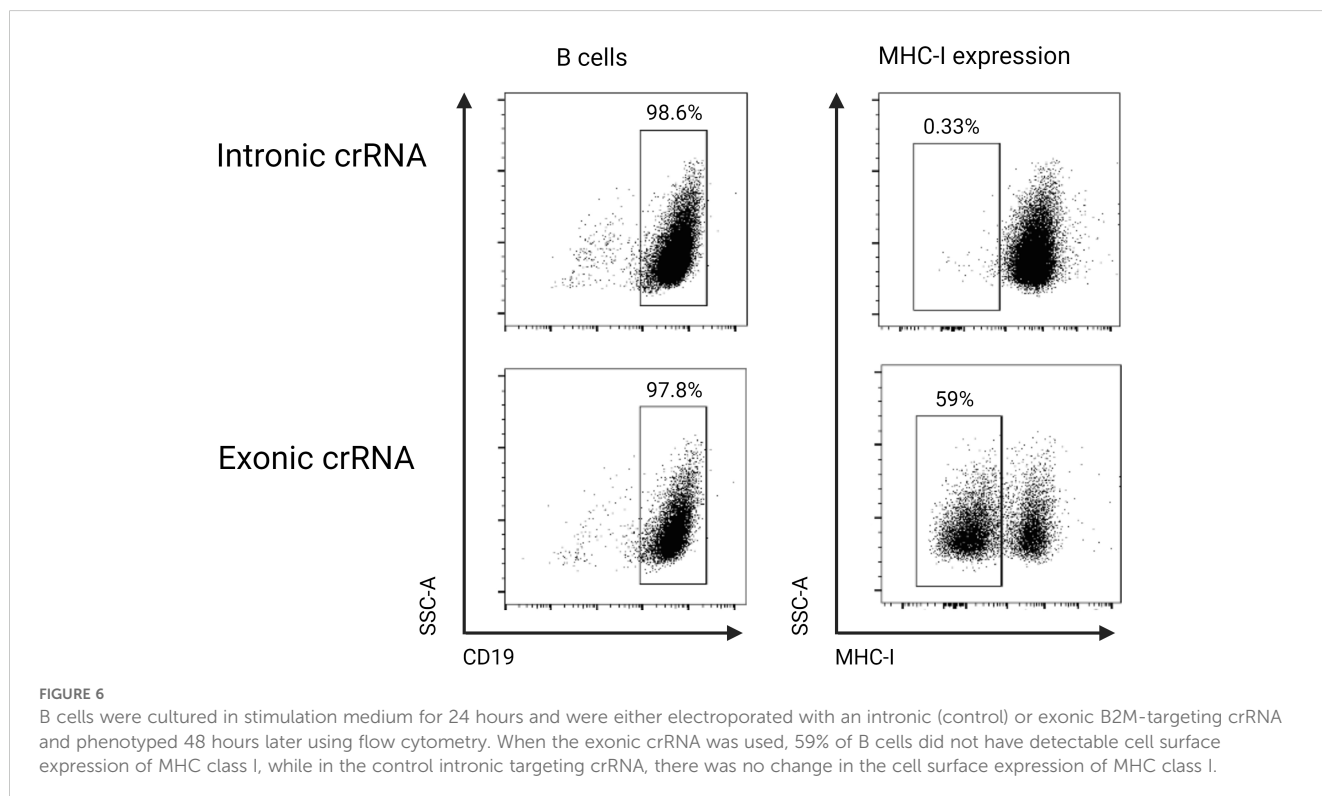 B cells
MHC-I expression
Intronic crRNA
98.6%
0.33%
Exonic crRNA
97.8%
59%
SSC-A
SSC-A
CD19
MHC-I
FIGURE 6
B cells were cultured in stimulation medium for 24 hours and were either electroporated with an intronic (control) or exonic B2M-targeting crRNA
and phenotyped 48 hours later using flow cytometry. When the exonic crRNA was used, 59% of B cells did not have detectable cell surface
expression of MHC class I, while in the control intronic targeting crRNA, there was no change in the cell surface expression of MHC class I.